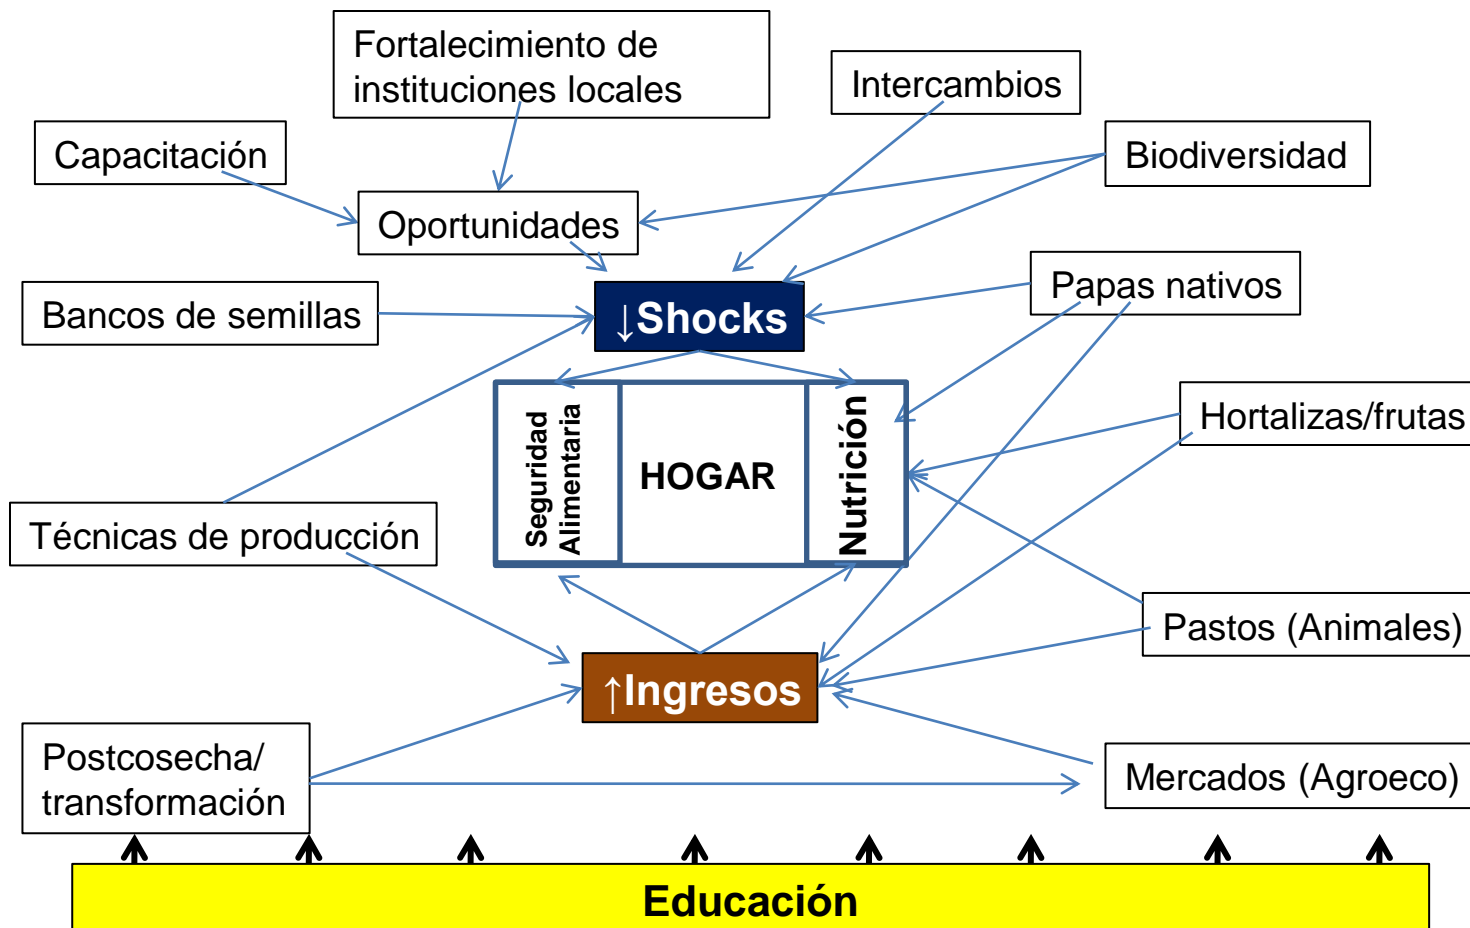 Fortalecimiento de
instituciones locales
Intercambios
Capacitación
Biodiversidad
Oportunidades
Bancos de semillas
↓Shocks
Papas nativos
Seguridad
Alimentaria
HOGAR
Nutrición
Hortalizas/frutas
Técnicas de producción
Pastos (Animales)
↑Ingresos
Postcosecha/
transformación
Mercados (Agroeco)
Educación